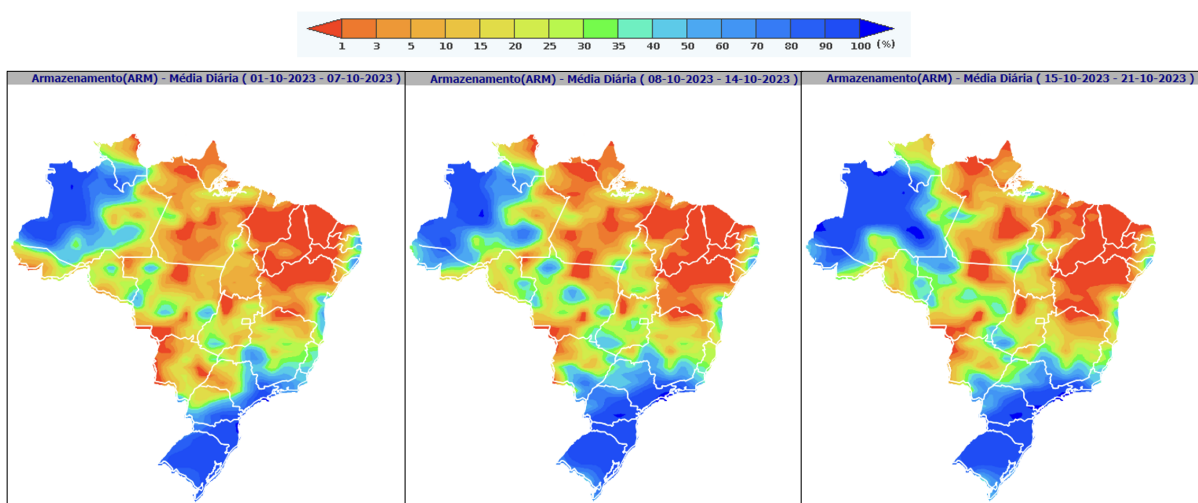 1 3 5 10 15 20 25 30 35 40 50 60 70 80 90 100 (%)
Armazenamento(ARM) - Média Diária ( 01-10-2023 - 07-10-2023 )
Armazenamento(ARM) - Média Diária ( 08-10-2023 - 14-10-2023 )
Armazenamento(ARM) - Média Diária ( 15-10-2023 - 21-10-2023 )